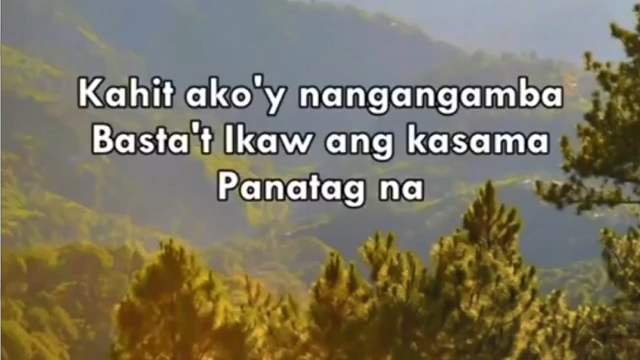 Kahit ako'y nangangamba
Basta't Ikaw ang kasama
Panatag na